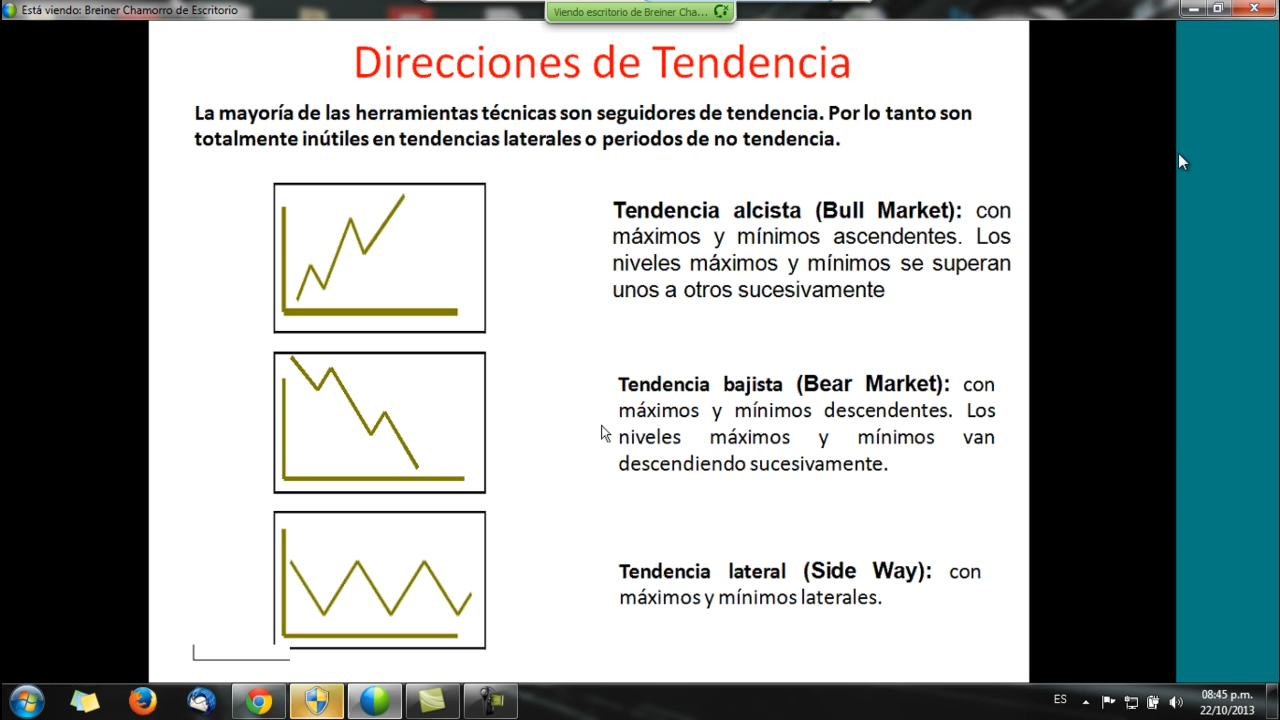 Está viendo: Breiner Chamorro de Escritorio
Viendo escritorio de Breiner Cha...
Direcciones de Tendencia
La mayoría de las herramientas técnicas son seguidores de tendencia. Por lo tanto son
totalmente inútiles en tendencias laterales o periodos de no tendencia.
Tendencia alcista (Bull Market): con
máximos y mínimos ascendentes. Los
niveles máximos y mínimos se superan
unos a otros sucesivamente
Tendencia bajista (Bear Market): con
máximos y mínimos descendentes. Los
niveles máximos y mínimos van
descendiendo sucesivamente.
Tendencia lateral (Side Way): con
máximos y mínimos laterales.
ES
08:45 p.m.
22/10/2013